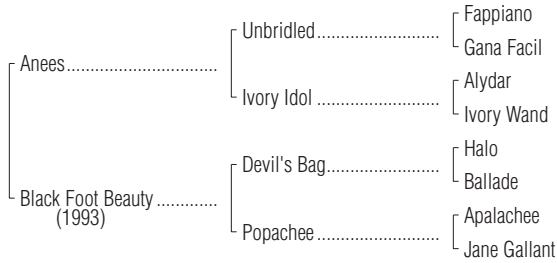 Fappiano
Unbridled
Gana Facil
Anees
Alydar
Ivory Idol
Ivory Wand
Halo
Devil's Bag
Ballade
Black Foot Beauty
(1993)
Apalachee
Popachee
Jane Gallant